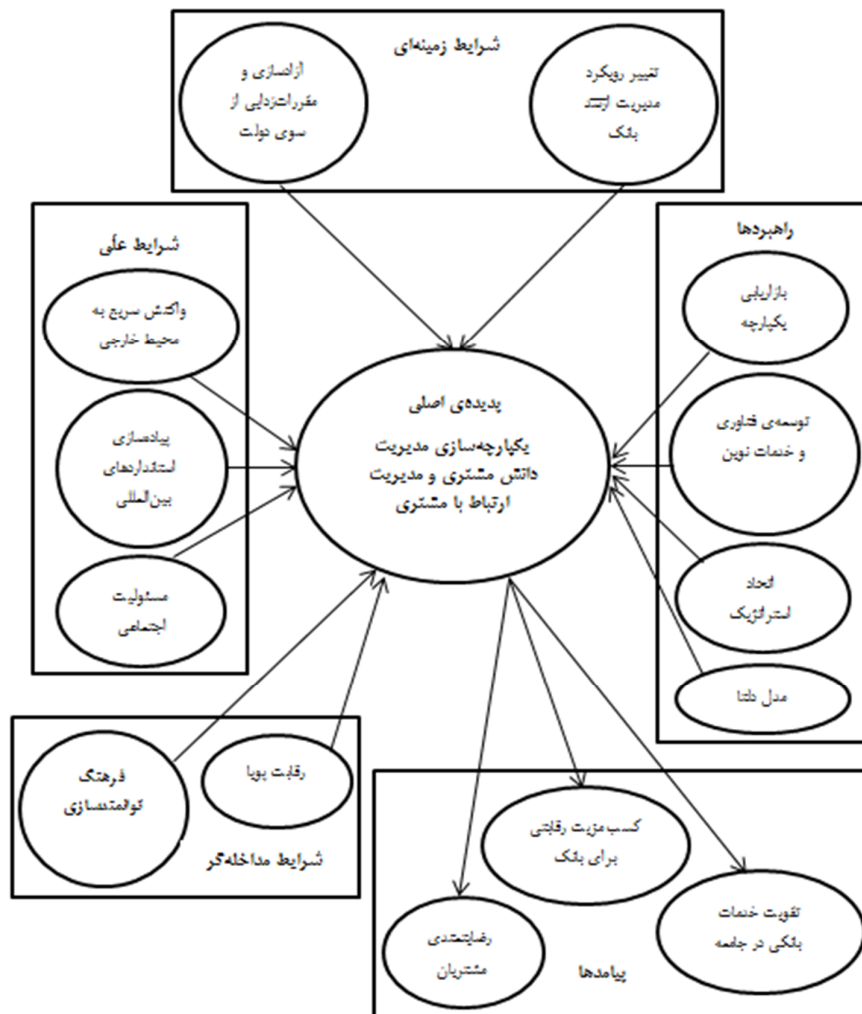 شرایط زمینه‌ای
تغییر رویکرد
مدیریت ارشد
بانک
آزادسازی و
مقررات‌زدایی از
سوی دولت
راهبردها
بازاریابی
یکپارچه
توسعه‌ی فناوری
و خدمات نوین
اتحاد
استراتژیک
مدل دلتا
شرایط علّی
واکنش سریع به
محیط خارجی
پیاده‌سازی
استانداردهای
بین‌المللی
مسئولیت
اجتماعی
پدیده‌ی اصلی
یکپارچه‌سازی مدیریت
دانش مشتری و مدیریت
ارتباط با مشتری
رقابت پویا
فرهنگ
توانمندسازی
شرایط مداخله‌گر
کسب مزیت رقابتی
برای بانک
تقویت خدمات
بانکی در جامعه
رضایتمندی
مشتریان
پیامدها